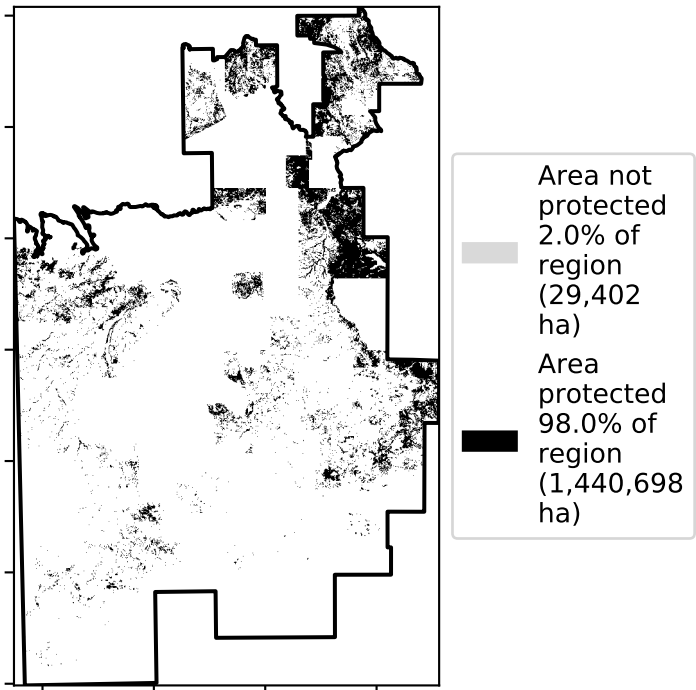 Area not
protected
2.0% of
region
(29,402
ha)
Area
protected
98.0% of
region
(1,440,698
ha)